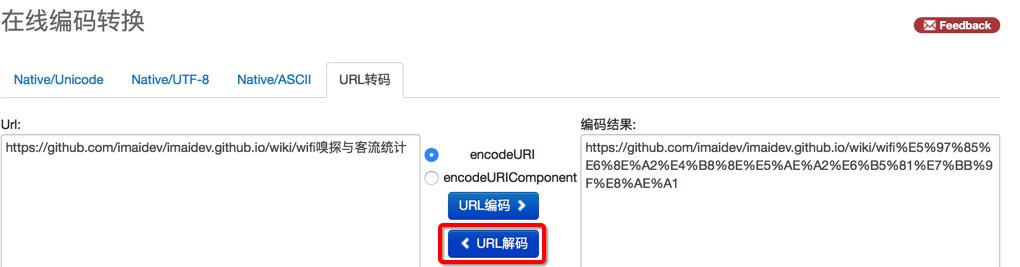 在线编码转换
Feedback
Native/Unicode Native/UTF-8 Native/ASCII URL转码
Url:
编码结果:
https://github.com/imaidev/imaidev.github.io/wiki/wifi嗅探与客流统计
encodeURI
encodeURIComponent
URL编码
URL解码
https://github.com/imaidev/imaidev.github.io/wiki/wifi%E5%97%85%
E6%8E%A2%E4%B8%8E%E5%AE%A2%E6%B5%81%E7%BB%9
F%E8%AE%A1